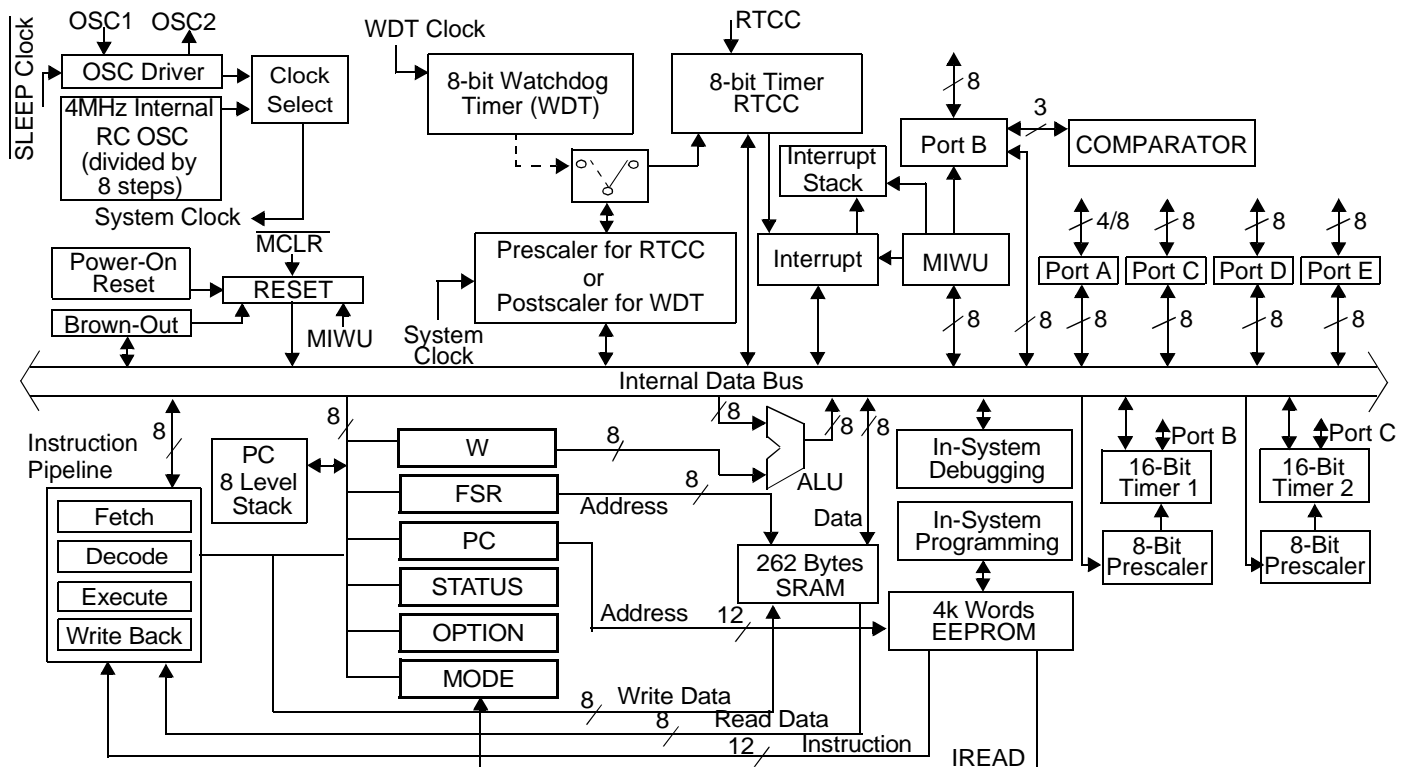 OSC1 OSC2
SLEEP Clock
OSC Driver
Clock
Select
4MHz Internal
RC OSC
(divided by
8 steps)
System Clock
WDT Clock
8-bit Watchdog
Timer (WDT)
RTCC
8-bit Timer
RTCC
8
3
Port B
COMPARATOR
Interrupt
Stack
Interrupt
MIWU
Prescaler for RTCC
or
Postscaler for WDT
System
Clock
MCLR
Power-On
Reset
RESET
Brown-Out
MIWU
4/8
8
8
8
Port A
Port C
Port D
Port E
8
8
8
8
8
8
Internal Data Bus
8
Instruction
Pipeline
Fetch
Decode
Execute
Write Back
PC
8 Level
Stack
8
W
FSR
PC
STATUS
OPTION
MODE
8
8
Address
8
8
8
ALU
Data
262 Bytes
SRAM
Address
12
In-System
Debugging
In-System
Programming
4k Words
EEPROM
Port B
16-Bit
Timer 1
8-Bit
Prescaler
Port C
16-Bit
Timer 2
8-Bit
Prescaler
8
Write Data
8
Read Data
12
Instruction
IREAD